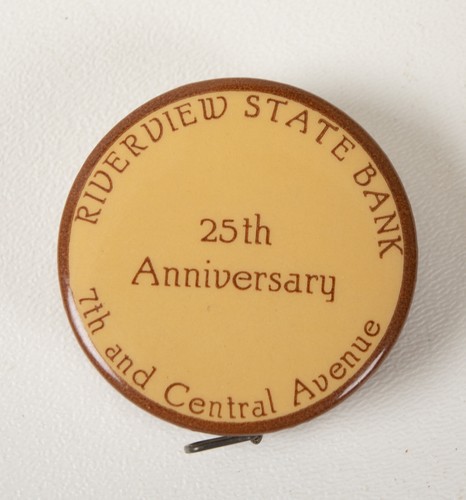 RIVERVIEW STATE BANK
25th
Anniversary
7th and Central Avenue